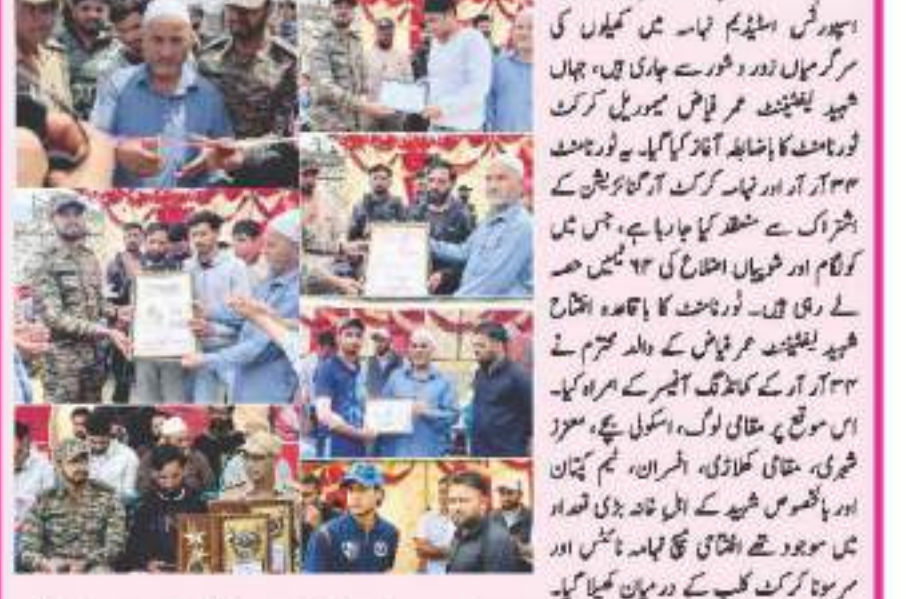 اسپورٹس اسٹیڈیم نہامہ میں کھیلوں کی
سرگرمیاں زور و شور سے جاری ہیں، جہاں
شہید لیفٹیننٹ عمر فیاض میموریل کرکٹ
ٹورنامنٹ کا باضابطہ آغاز کیا گیا۔ یہ ٹورنامنٹ
۳۴ آر آر اور نہامہ کرکٹ آرگنائزیشن کے
اشتراک سے منعقد کیا جا رہا ہے، جس میں
کولگام اور شوپیاں اضلاع کی ۶۴ ٹیمیں حصہ
لے رہی ہیں۔ ٹورنامنٹ کا باقاعدہ افتتاح
شہید لیفٹیننٹ عمر فیاض کے والد محترم نے
۳۴ آر آر کے کمانڈنگ آفیسر کے ہمراہ کیا۔
اس موقع پر مقامی لوگ، اسکولی بچے، معزز
شہری، مقامی کھلاڑی، افسران، ٹیم کپتان
اور بالخصوص شہید کے اہل خانہ بڑی تعداد
میں موجود تھے افتتاحی میچ نہامہ ٹائٹنس اور
کرکٹ کلب کے درمیان کھیلا گیا۔